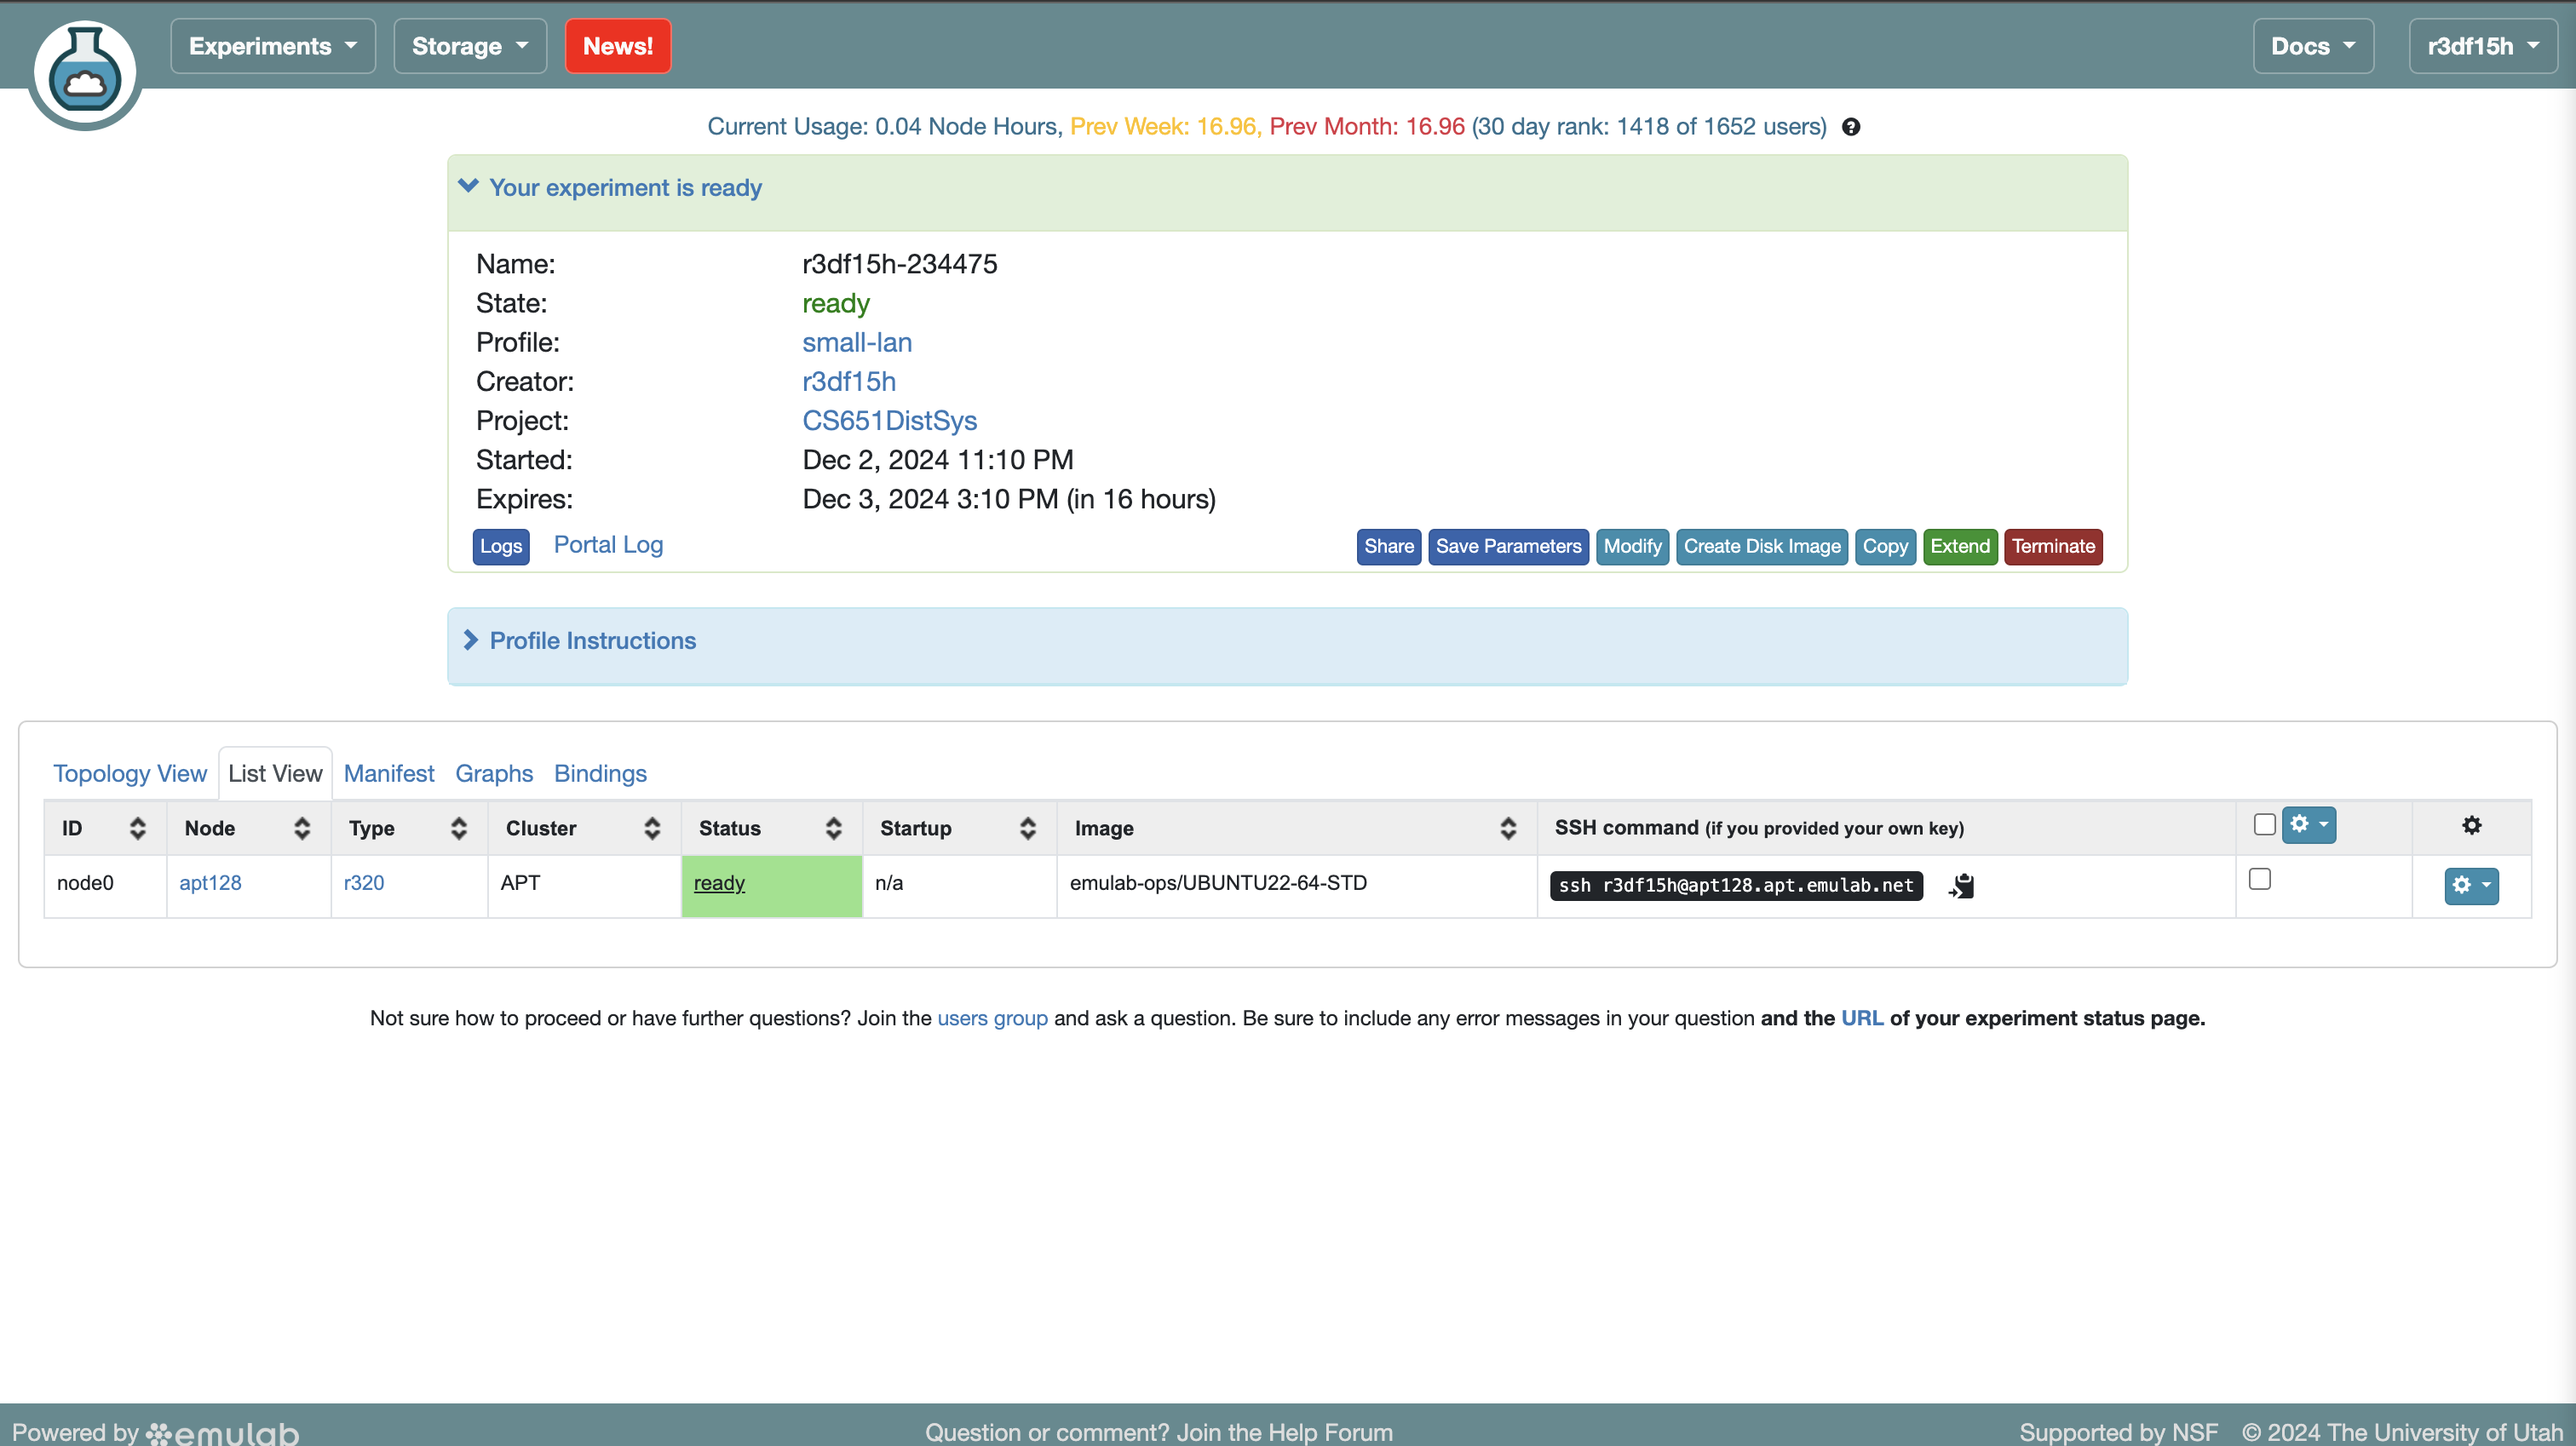 Experiments Storage News! Docs r3df15h
Current Usage: 0.04 Node Hours, Prev Week: 16.96, Prev Month: 16.96 (30 day rank: 1418 of 1652 users)
Your experiment is ready
Name: r3df15h-234475
State: ready
Profile: small-lan
Creator: r3df15h
Project: CS651DistSys
Started: Dec 2, 2024 11:10 PM
Expires: Dec 3, 2024 3:10 PM (in 16 hours)
Logs Portal Log Share Save Parameters Modify Create Disk Image Copy Extend Terminate
Profile Instructions
Topology View List View Manifest Graphs Bindings
ID Node Type Cluster Status Startup Image SSH command (if you provided your own key)
node0 apt128 r320 APT ready n/a emulab-ops/UBUNTU22-64-STD ssh r3df15h@apt128.apt.emulab.net
Not sure how to proceed or have further questions? Join the users group and ask a question. Be sure to include any error messages in your question and the URL of your experiment status page.
Powered by emulab Question or comment? Join the Help Forum Supported by NSF © 2024 The University of Utah